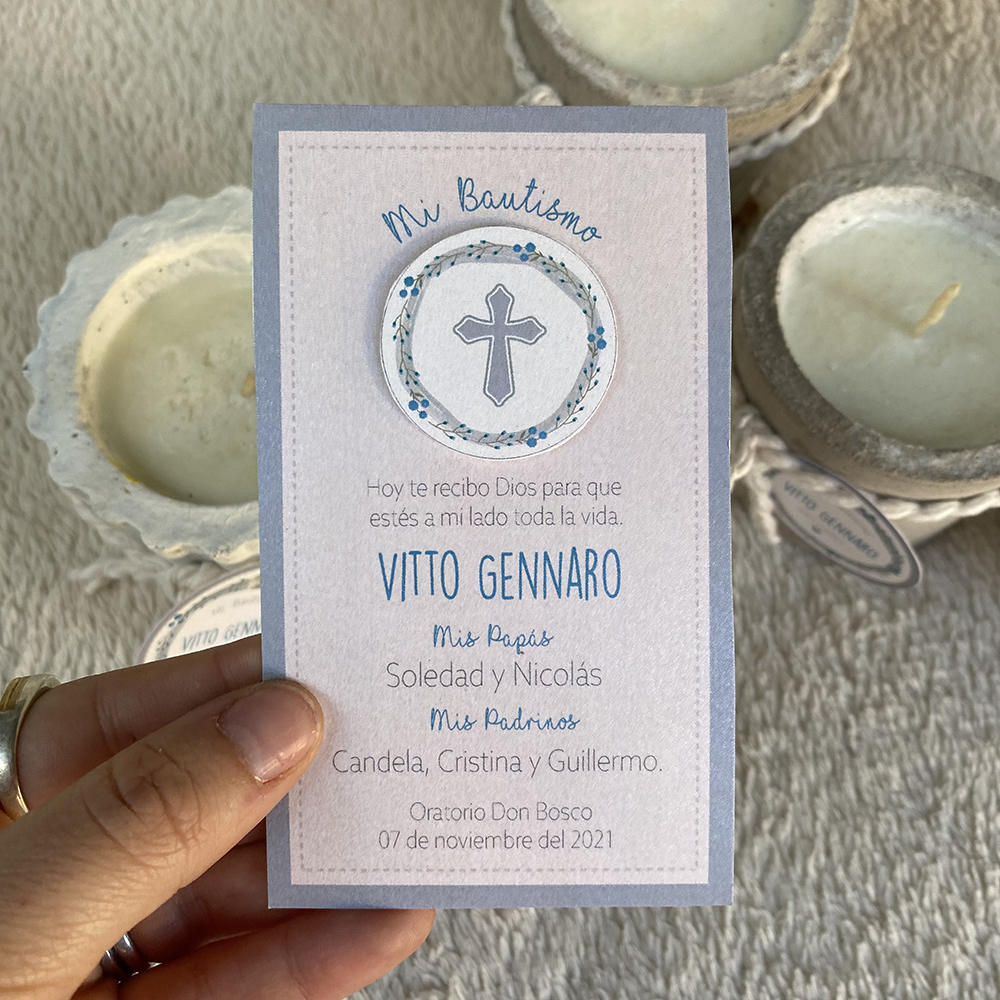 Mi Bautismo
Hoy te recibo Dios para que
estés a mi lado toda la vida.
VITTO GENNARO
Mis Papás
Soledad y Nicolás
Mis Padrinos
Candela, Cristina y Guillermo.
Oratorio Don Bosco
07 de noviembre del 2021
VITTO GENNARO
VITTO